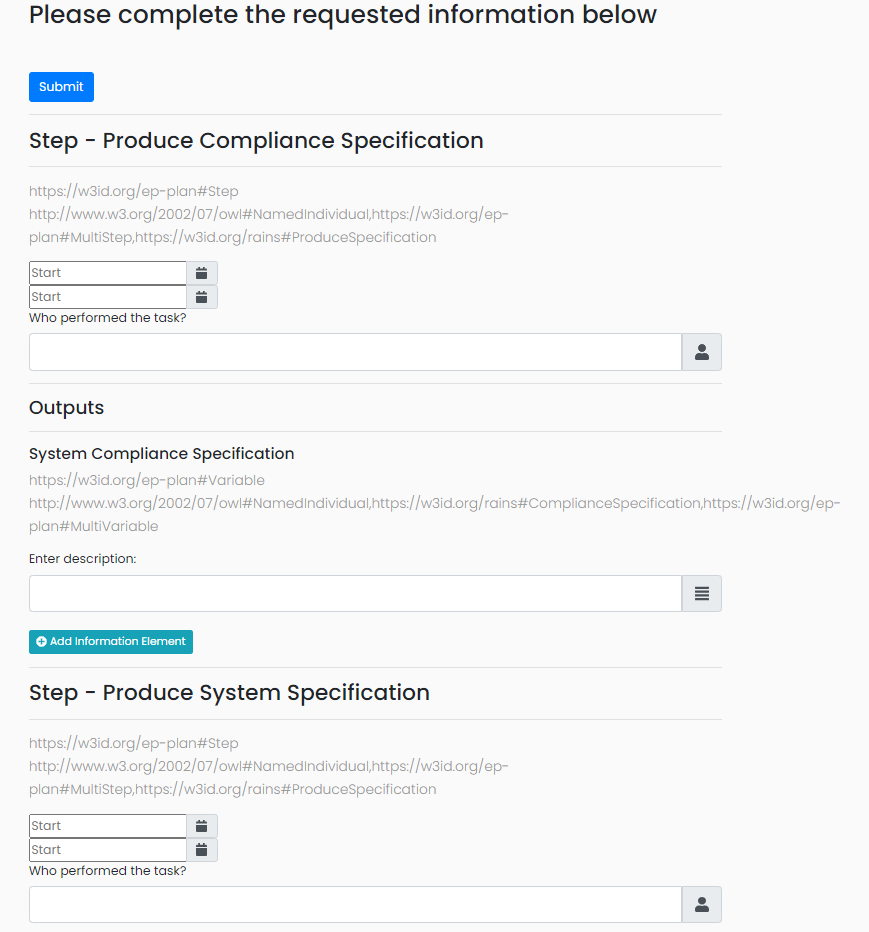 Please complete the requested information below
Submit
Step - Produce Compliance Specification
https://w3id.org/ep-plan#Step
http://www.w3.org/2002/07/owl#NamedIndividual,https://w3id.org/ep-
plan#MultiStep,https://w3id.org/rains#ProduceSpecification
Start
Start
Who performed the task?
Outputs
System Compliance Specification
https://w3id.org/ep-plan#Variable
http://www.w3.org/2002/07/owl#NamedIndividual,https://w3id.org/rains#ComplianceSpecification,https://w3id.org/ep-
plan#MultiVariable
Enter description:
Add Information Element
Step - Produce System Specification
https://w3id.org/ep-plan#Step
http://www.w3.org/2002/07/owl#NamedIndividual,https://w3id.org/ep-
plan#MultiStep,https://w3id.org/rains#ProduceSpecification
Start
Start
Who performed the task?